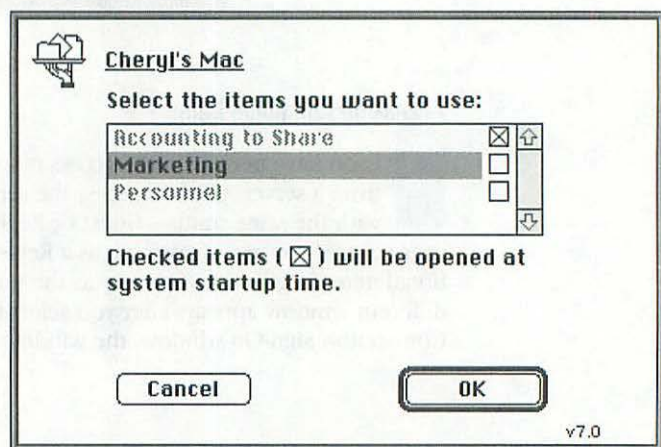 Cheryl's Mac
Select the items you want to use:
Accounting to Share
Marketing
Personnel
Checked items ( ☒ ) will be opened at
system startup time.
Cancel
OK
v7.0